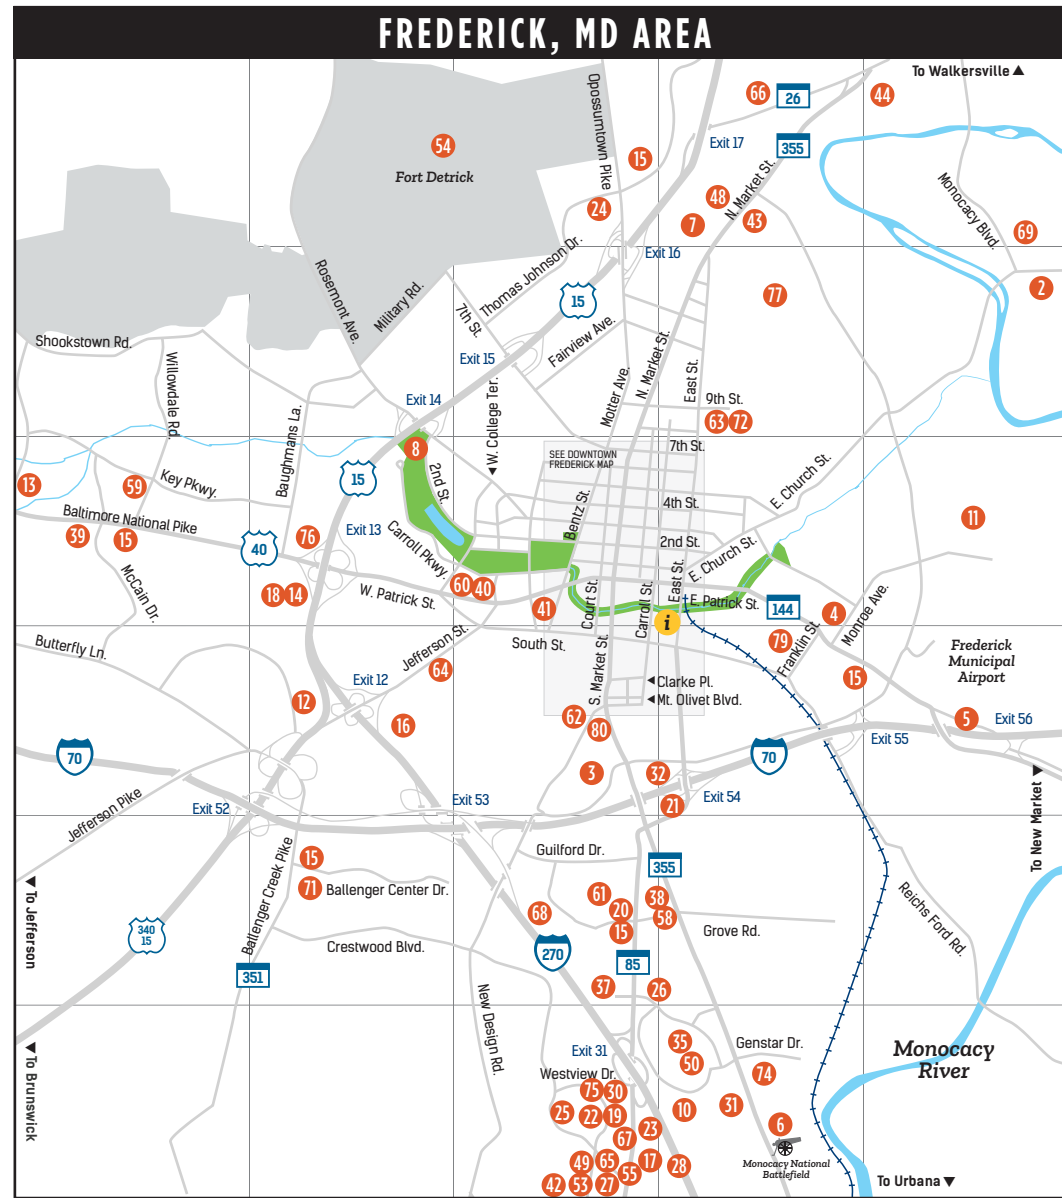 FREDERICK, MD AREA
To Walkersville ▲
66
26
44
Opossumtown Pike
Exit 17
54
Fort Detrick
15
355
N. Market St.
48
24
7
43
Monocacy Blvd.
69
Thomas Johnson Dr.
Exit 16
2
Rosemont Ave.
Military Rd.
7th St.
15
77
Shookstown Rd.
Willowdale Rd.
Exit 15
Fairview Ave.
Motter Ave.
N. Market St.
East St.
W. College Ter.
Exit 14
9th St.
63
72
Baughmans La.
8
2nd St.
SEE DOWNTOWN
FREDERICK MAP
7th St.
13
59
Key Pkwy.
15
Bentz St.
4th St.
E. Church St.
Baltimore National Pike
39
15
40
76
Exit 13
Carroll Pkwy.
2nd St.
E. Church St.
11
McCain Dr.
18
14
60
40
W. Patrick St.
41
Court St.
Carroll St.
East St.
E. Patrick St.
144
4
Monroe Ave.
i
Butterfly Ln.
Jefferson St.
South St.
79
Franklin St.
Frederick
Municipal
Airport
64
Exit 12
S. Market St.
Clarke Pl.
Mt. Olivet Blvd.
15
12
16
62
80
5
Exit 56
Exit 55
70
3
32
70
Jefferson Pike
Exit 52
Exit 53
21
Exit 54
To New Market
Guilford Dr.
355
Ballenger Creek Pike
15
71
Ballenger Center Dr.
To Jefferson
61
38
20
58
68
15
Grove Rd.
Reichs Ford Rd.
340
15
Crestwood Blvd.
270
85
351
37
26
New Design Rd.
35
Exit 31
50
Genstar Dr.
Monocacy
River
To Brunswick
Westview Dr.
74
75
30
25
22
19
10
31
6
67
23
49
65
17
28
55
42
53
27
Monocacy National
Battlefield
To Urbana ▼